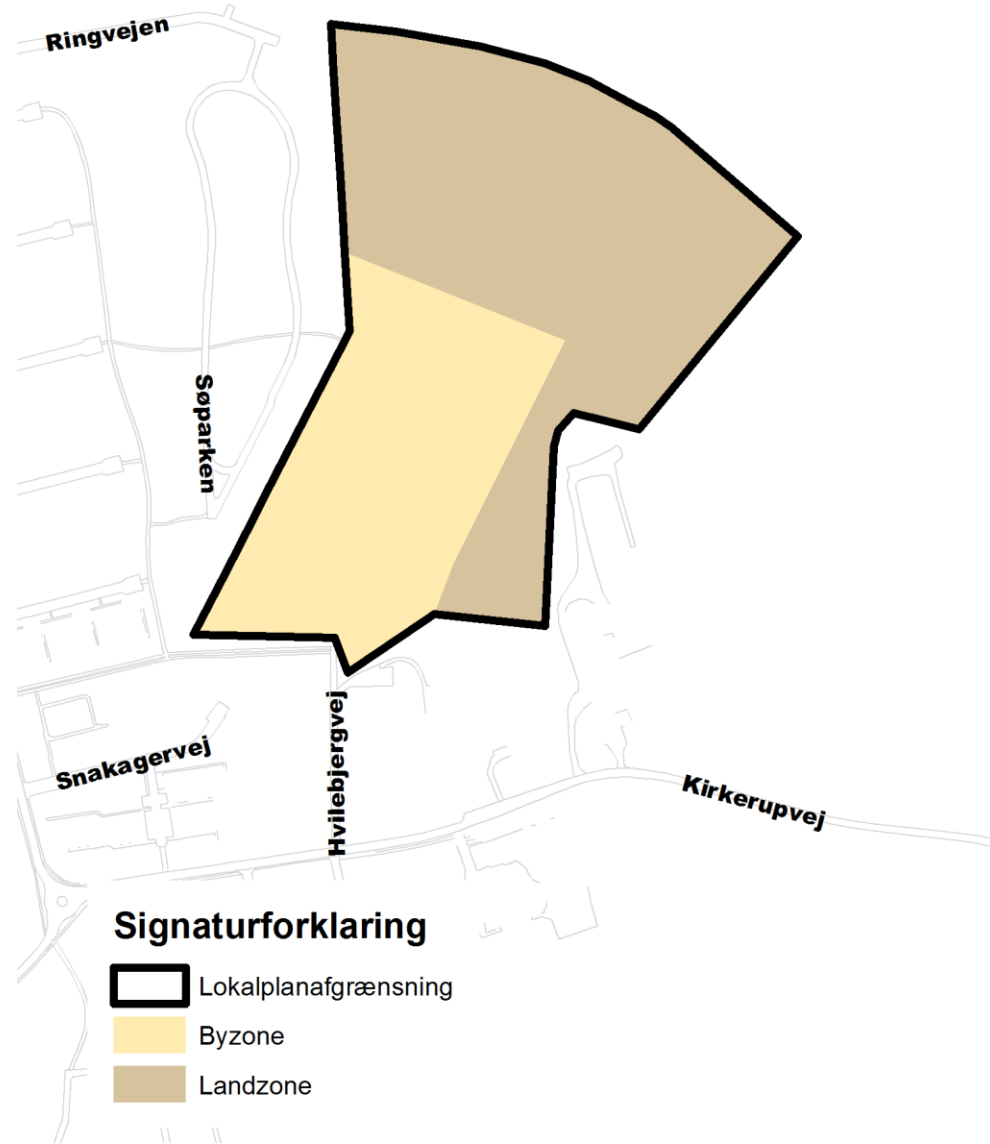 Ringvejen
Søparken
Snakagervej
Hvilebjergvej
Kirkerupvej
Signaturforklaring
Lokalplanafgrænsning
Byzone
Landzone